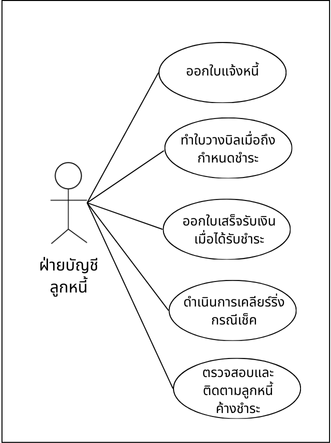 ออกใบแจ้งหนี้
ทำใบวางบิลเมื่อถึง
กำหนดชำระ
ออกใบเสร็จรับเงิน
เมื่อได้รับชำระ
ฝ่ายบัญชี
ลูกหนี้
ดำเนินการเคลียร์ริ่ง
กรณีเช็ค
ตรวจสอบและ
ติดตามลูกหนี้
ค้างชำระ